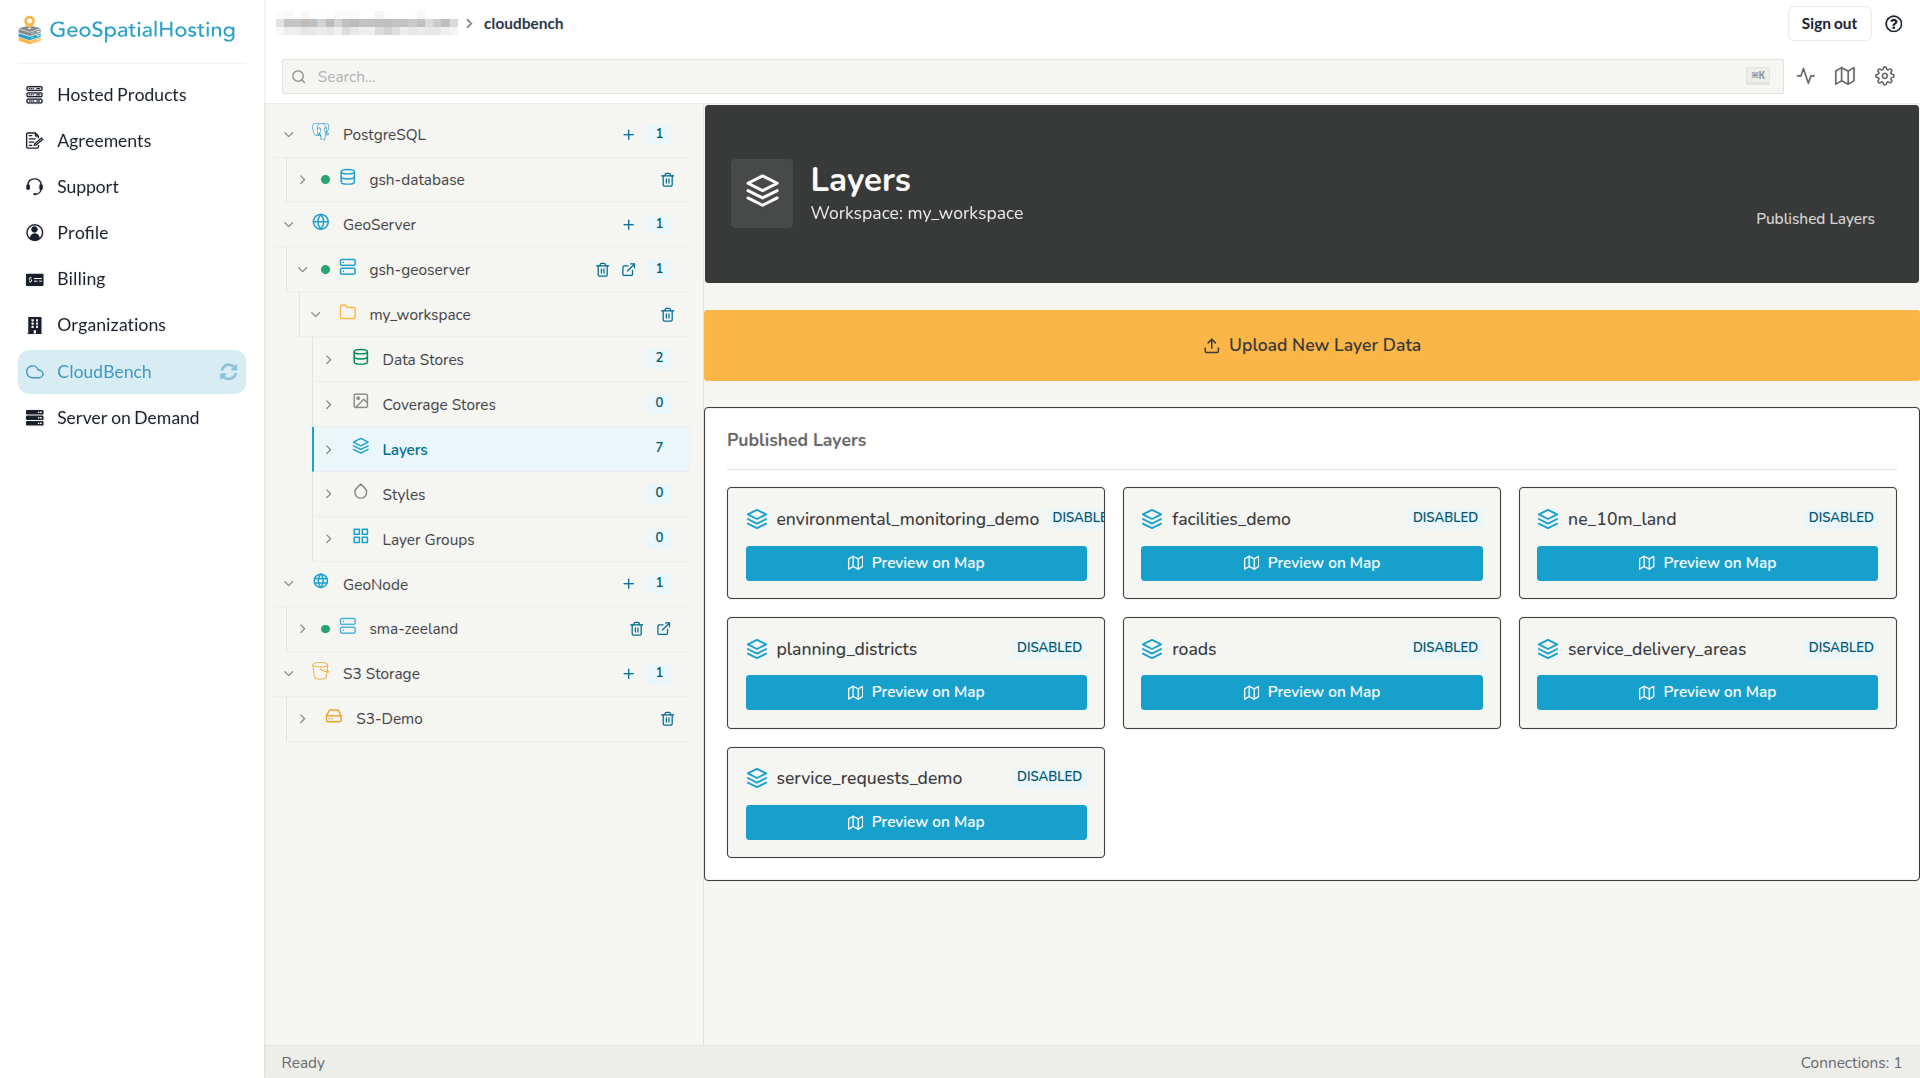 GeoSpatialHosting
Hosted Products
Agreements
Support
Profile
Billing
Organizations
CloudBench
Server on Demand
cloudbench
Sign out
Search...
⌘K
PostgreSQL
1
gsh-database
GeoServer
1
gsh-geoserver
1
my_workspace
Data Stores
2
Coverage Stores
0
Layers
7
Styles
0
Layer Groups
0
GeoNode
1
sma-zeeland
S3 Storage
1
S3-Demo
Layers
Workspace: my_workspace
Published Layers
Upload New Layer Data
Published Layers
environmental_monitoring_demo
DISABLE
Preview on Map
facilities_demo
DISABLED
Preview on Map
ne_10m_land
DISABLED
Preview on Map
planning_districts
DISABLED
Preview on Map
roads
DISABLED
Preview on Map
service_delivery_areas
DISABLED
Preview on Map
service_requests_demo
DISABLED
Preview on Map
Ready
Connections: 1